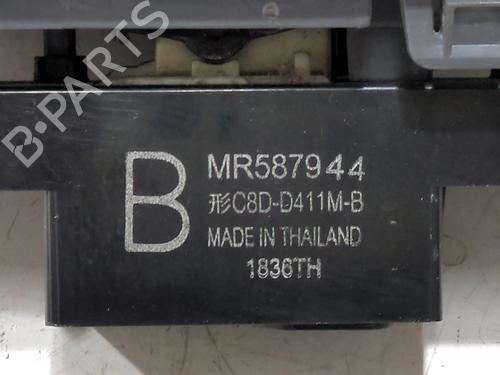 B·PARTS
B
MR587944
形C8D-D411M-B
MADE IN THAILAND
1836TH